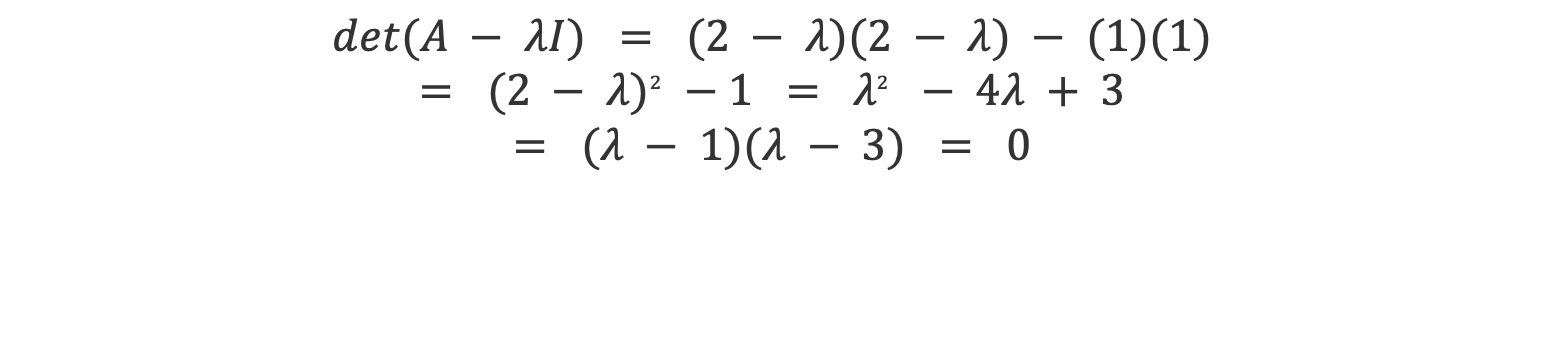 det(A − λI) = (2 − λ)(2 − λ) − (1)(1)
= (2 − λ)² − 1 = λ² − 4λ + 3
= (λ − 1)(λ − 3) = 0